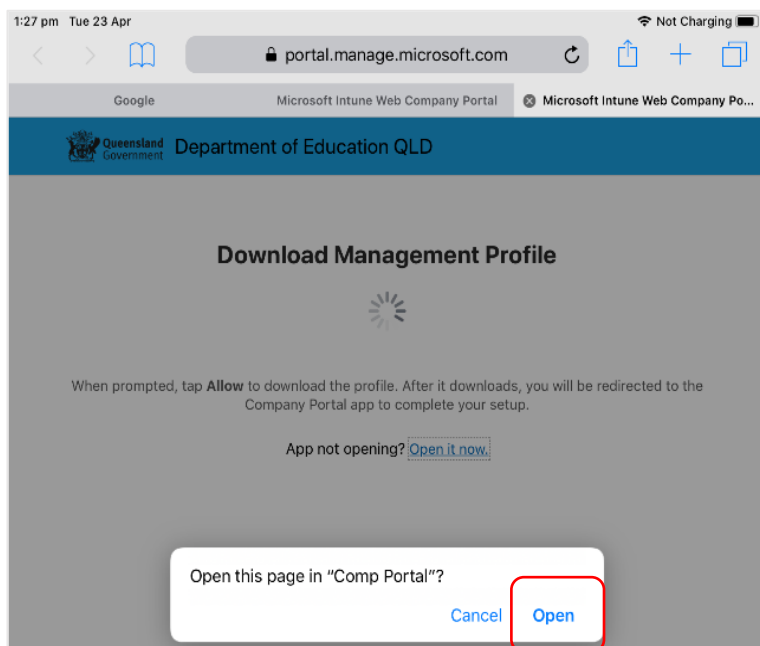 1:27 pm Tue 23 Apr
Not Charging
portal.manage.microsoft.com
Google
Microsoft Intune Web Company Portal
Microsoft Intune Web Company Po...
Queensland
Government
Department of Education QLD
Download Management Profile
When prompted, tap Allow to download the profile. After it downloads, you will be redirected to the
Company Portal app to complete your setup.
App not opening? Open it now.
Open this page in “Comp Portal”?
Cancel
Open